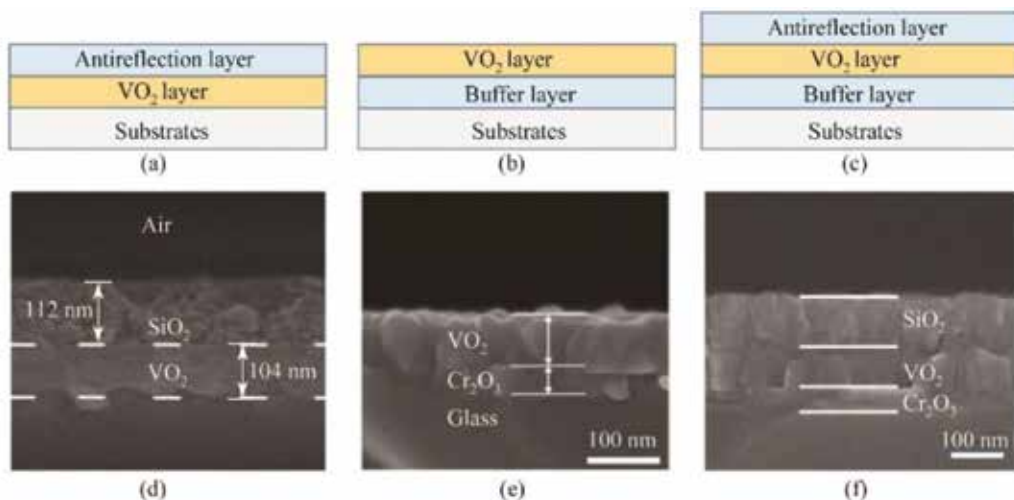 Antireflection layer
VO₂ layer
Substrates
(a)
VO₂ layer
Buffer layer
Substrates
(b)
Antireflection layer
VO₂ layer
Buffer layer
Substrates
(c)
Air
112 nm
SiO₂
VO₂
104 nm
(d)
VO₂
Cr₂O₃
Glass
100 nm
(e)
SiO₂
VO₂
Cr₂O₃
100 nm
(f)